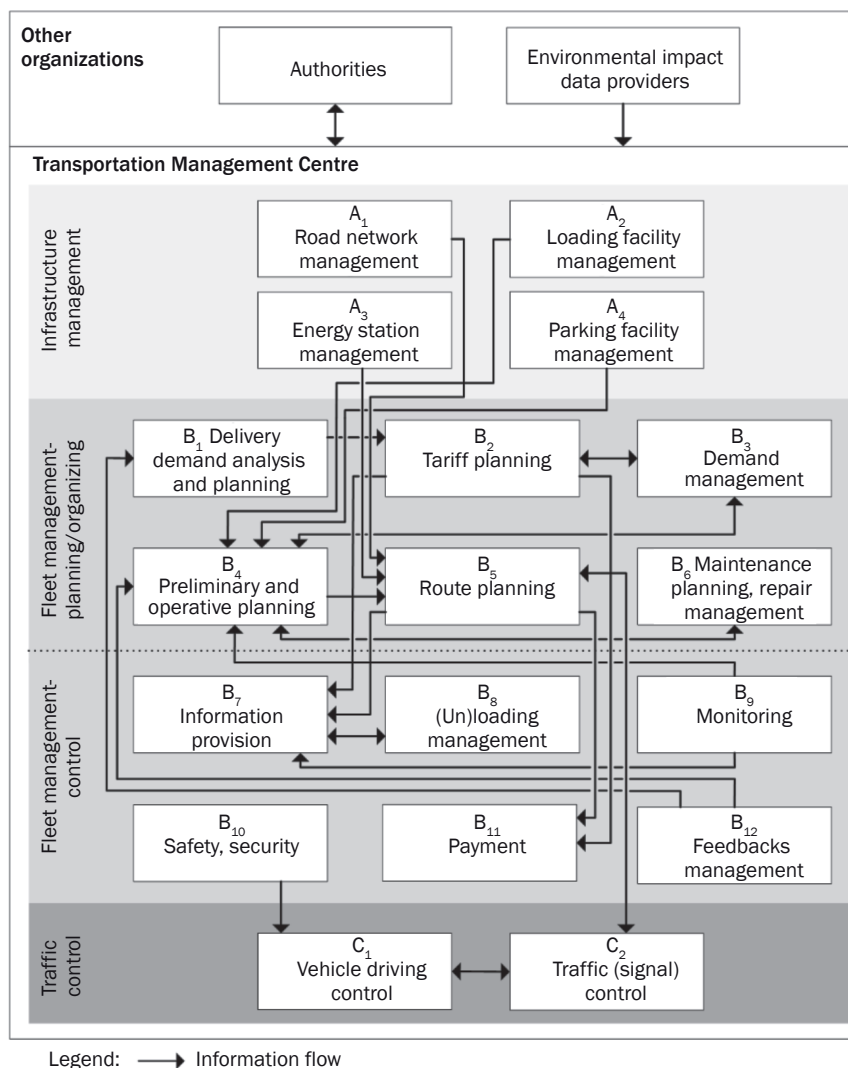 Other
organizations
Authorities
Environmental impact
data providers
Transportation Management Centre
Infrastructure
management
A₁
Road network
management
A₂
Loading facility
management
A₃
Energy station
management
A₄
Parking facility
management
Fleet management-
planning/organizing
B₁ Delivery
demand analysis
and planning
B₂
Tariff planning
B₃
Demand
management
B₄
Preliminary and
operative planning
B₅
Route planning
B₆ Maintenance
planning, repair
management
Fleet management-
control
B₇
Information
provision
B₈
(Un)loading
management
B₉
Monitoring
B₁₀
Safety, security
B₁₁
Payment
B₁₂
Feedbacks
management
Traffic
control
C₁
Vehicle driving
control
C₂
Traffic (signal)
control
Legend: Information flow